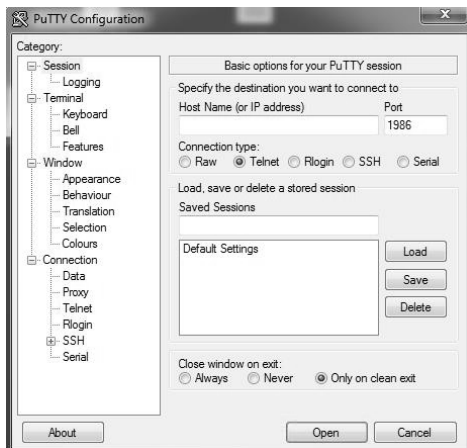 PuTTY Configuration
Category:
Session
Logging
Terminal
Keyboard
Bell
Features
Window
Appearance
Behaviour
Translation
Selection
Colours
Connection
Data
Proxy
Telnet
Rlogin
SSH
Serial
Basic options for your PuTTY session
Specify the destination you want to connect to
Host Name (or IP address) Port
1986
Connection type:
Raw Telnet Rlogin SSH Serial
Load, save or delete a stored session
Saved Sessions
Default Settings
Load
Save
Delete
Close window on exit:
Always Never Only on clean exit
About Open Cancel